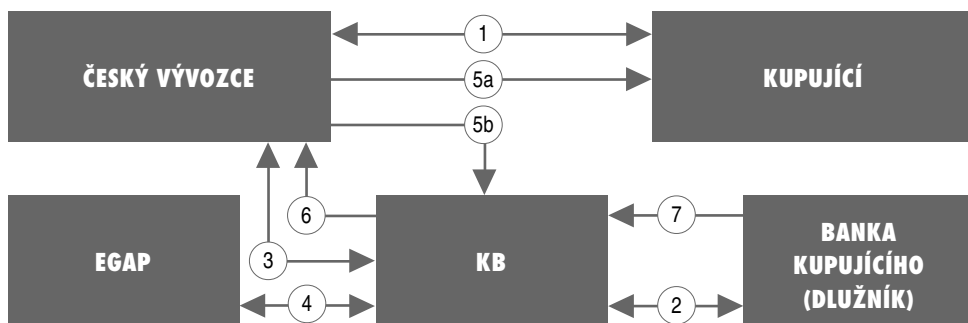 1
ČESKÝ VÝVOZCE
5a
KUPUJÍCÍ
5b
6
7
EGAP
3
KB
BANKA
KUPUJÍCÍHO
(DLUŽNÍK)
4
2